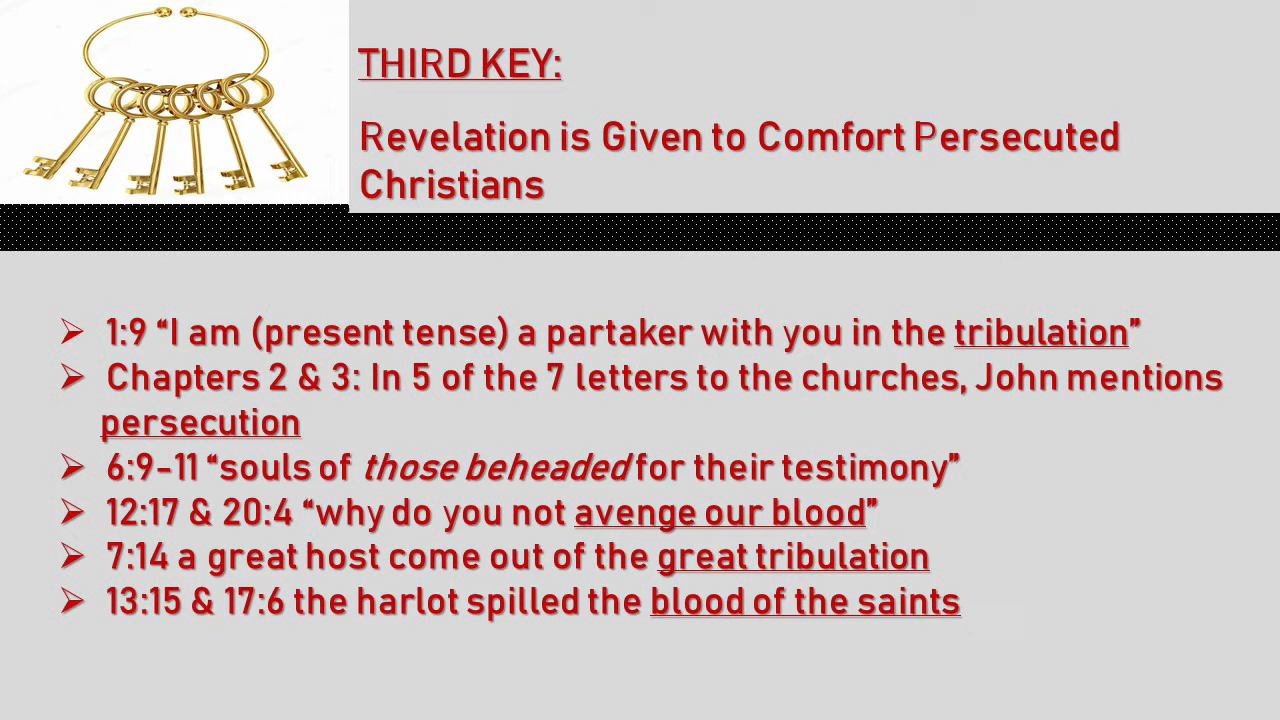 THIRD KEY:
Revelation is Given to Comfort Persecuted
Christians
➢ 1:9 “I am (present tense) a partaker with you in the tribulation”
➢ Chapters 2 & 3: In 5 of the 7 letters to the churches, John mentions
persecution
➢ 6:9-11 “souls of those beheaded for their testimony”
➢ 12:17 & 20:4 “why do you not avenge our blood”
➢ 7:14 a great host come out of the great tribulation
➢ 13:15 & 17:6 the harlot spilled the blood of the saints